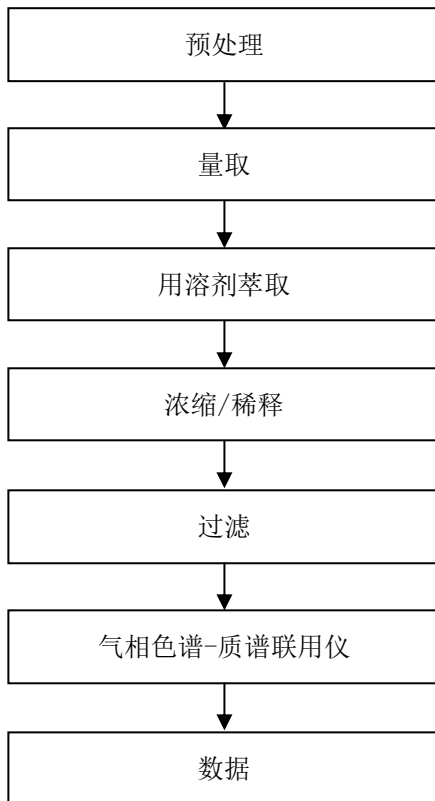 预处理
量取
用溶剂萃取
浓缩/稀释
过滤
气相色谱-质谱联用仪
数据